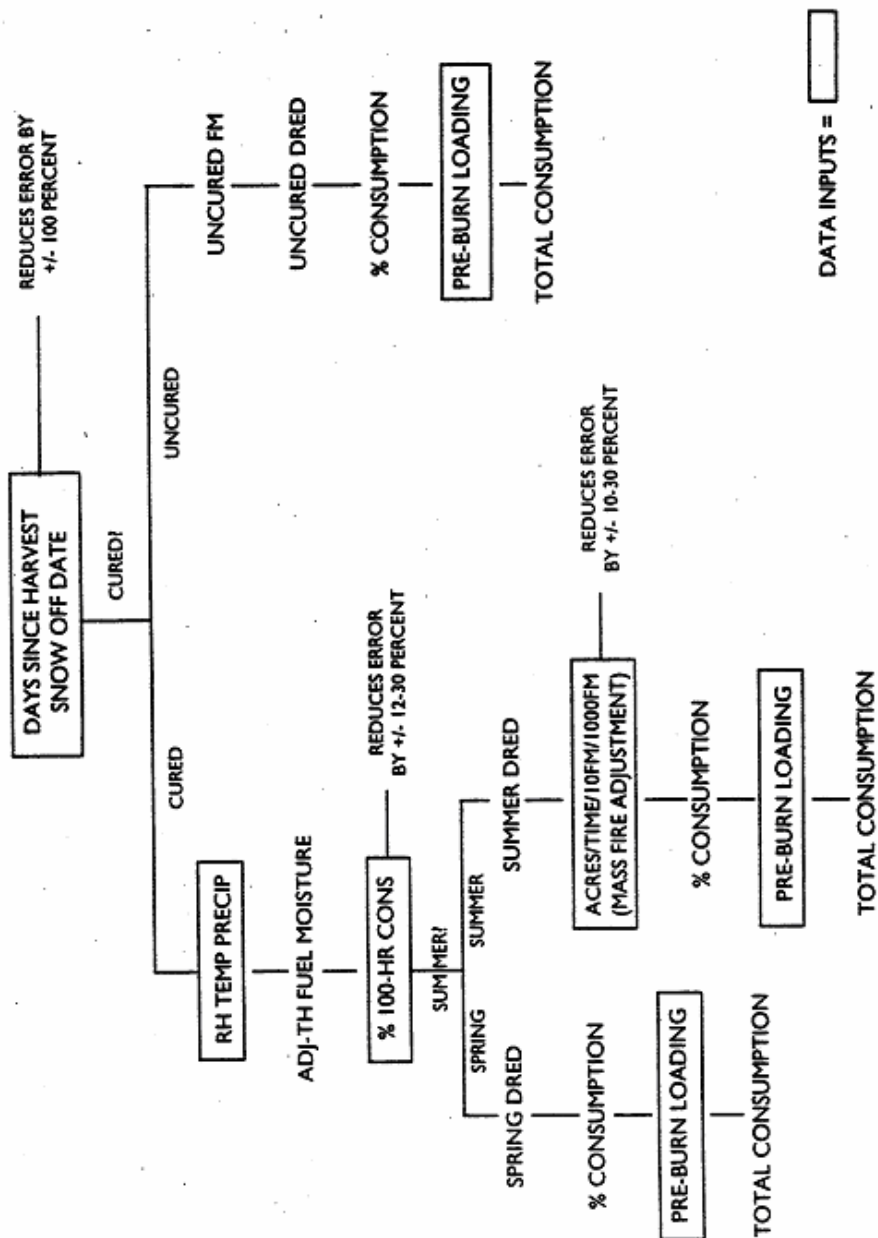 DAYS SINCE HARVEST
SNOW OFF DATE
REDUCES ERROR BY
+/- 100 PERCENT
CURED?
CURED
UNCURED
RH TEMP PRECIP
ADJ-TH FUEL MOISTURE
% 100-HR CONS
REDUCES ERROR
BY +/- 12-30 PERCENT
SUMMER?
SPRING
SUMMER
SPRING DRED
% CONSUMPTION
PRE-BURN LOADING
TOTAL CONSUMPTION
SUMMER DRED
ACRES/TIME/10FM/1000FM
(MASS FIRE ADJUSTMENT)
REDUCES ERROR
BY +/- 10-30 PERCENT
% CONSUMPTION
PRE-BURN LOADING
TOTAL CONSUMPTION
UNCURED FM
UNCURED DRED
% CONSUMPTION
PRE-BURN LOADING
TOTAL CONSUMPTION
DATA INPUTS =